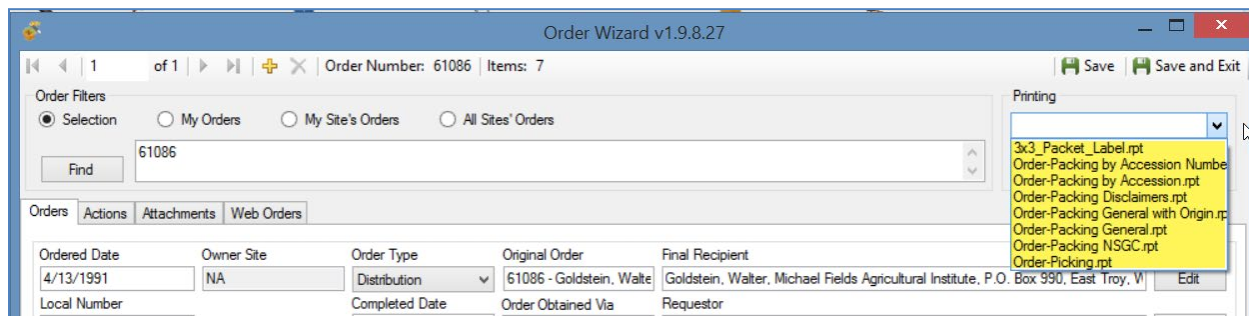 Order Wizard v1.9.8.27
1 of 1 Order Number: 61086 Items: 7 Save Save and Exit
Order Filters Printing
Selection My Orders My Site's Orders All Sites' Orders
Find 61086
3x3_Packet_Label.rpt
Order-Packing by Accession Numbe
Order-Packing by Accession.rpt
Order-Packing Disclaimers.rpt
Order-Packing General with Origin.rp
Order-Packing General.rpt
Order-Packing NSGC.rpt
Order-Picking.rpt
Orders Actions Attachments Web Orders
Ordered Date Owner Site Order Type Original Order Final Recipient
4/13/1991 NA Distribution 61086 - Goldstein, Walte Goldstein, Walter, Michael Fields Agricultural Institute, P.O. Box 990, East Troy, Edit
Local Number Completed Date Order Obtained Via Requestor